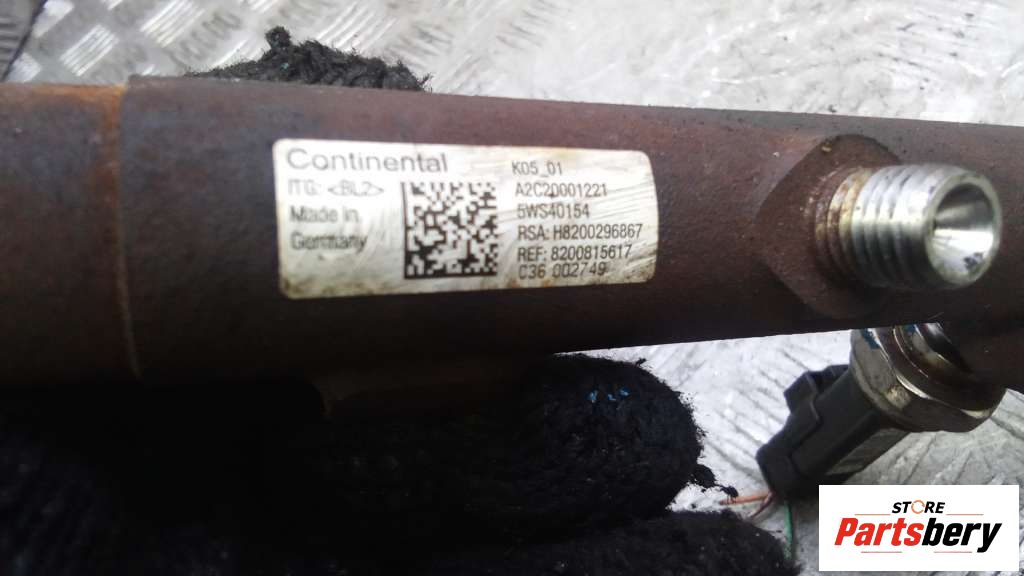 Continental
ITG: <BL2>
Made in
Germany
K05_01
A2C20001221
5WS40154
RSA: H8200296867
REF: 8200815617
C36 002749
STORE
Partsbery